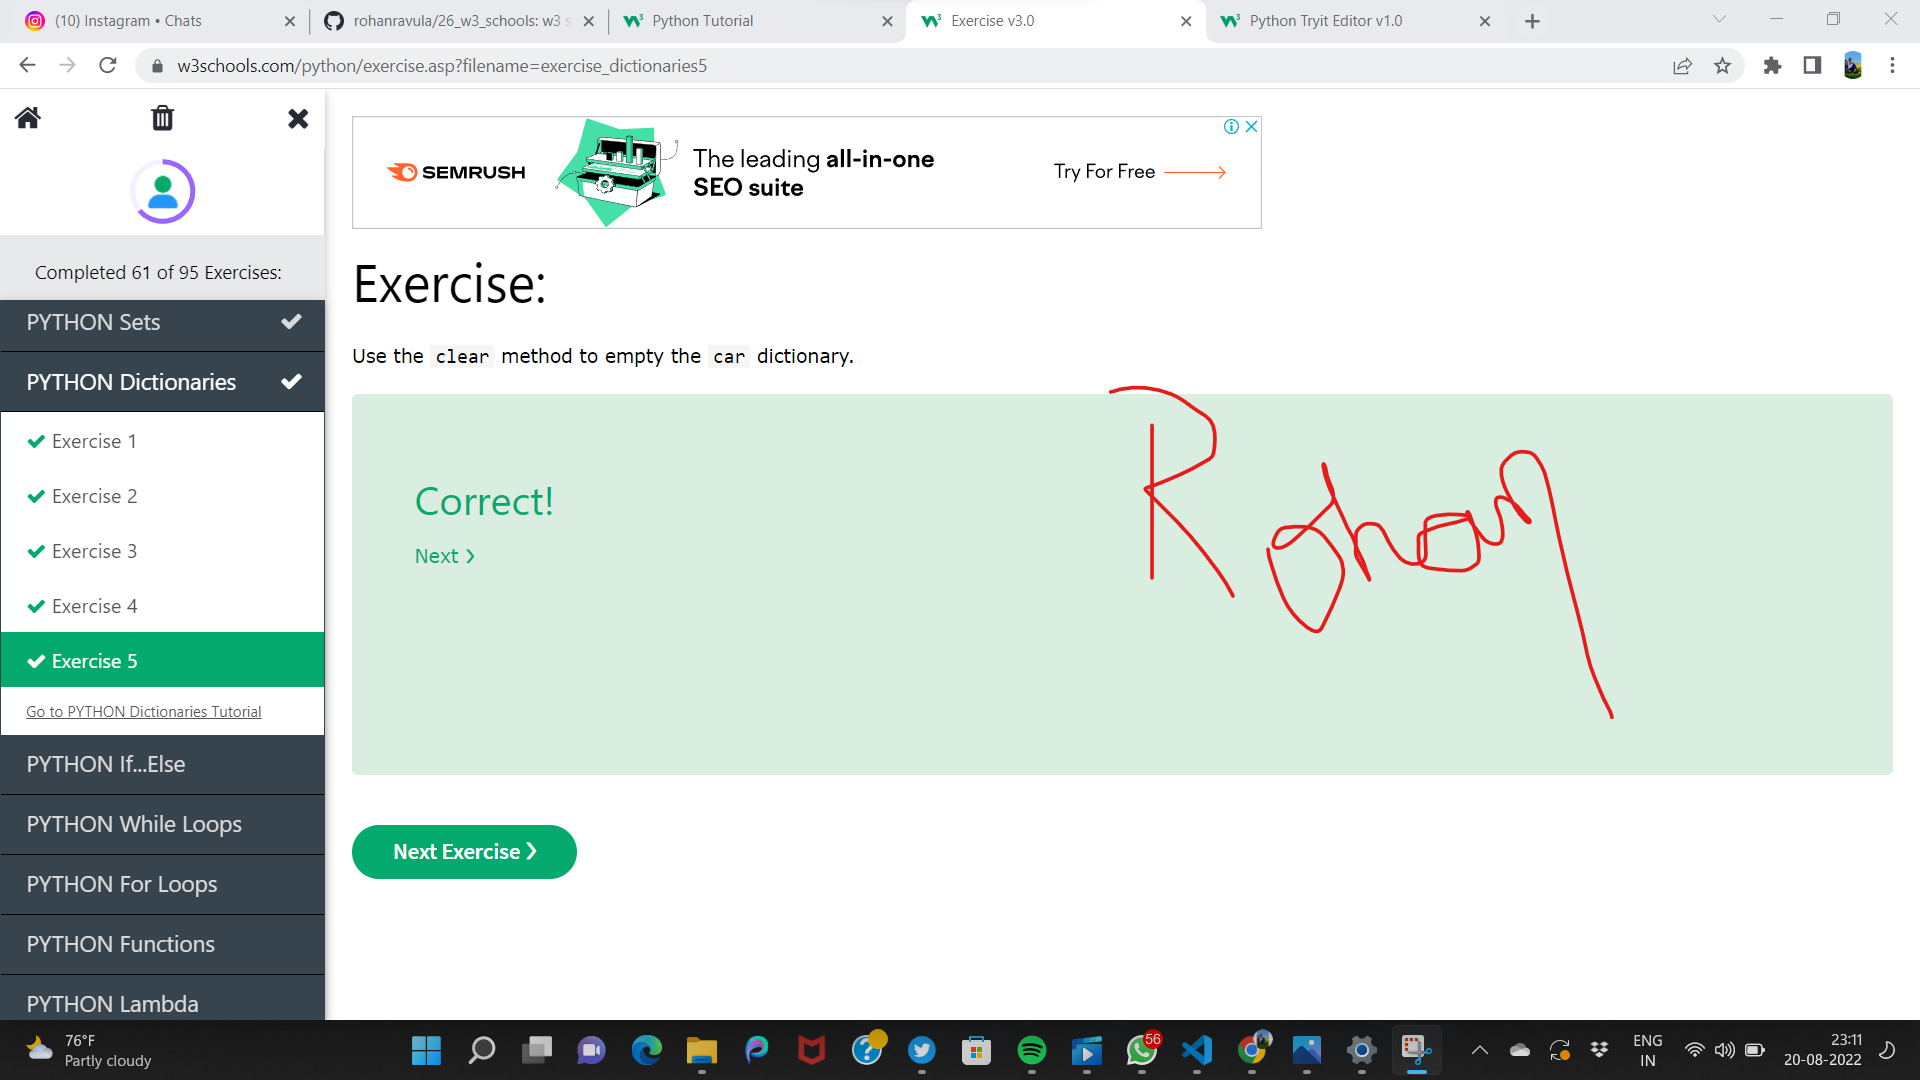 (10) Instagram • Chats
rohanravula/26_w3_schools: w3 s
Python Tutorial
Exercise v3.0
Python Tryit Editor v1.0
w3schools.com/python/exercise.asp?filename=exercise_dictionaries5
Completed 61 of 95 Exercises:
PYTHON Sets
PYTHON Dictionaries
Exercise 1
Exercise 2
Exercise 3
Exercise 4
Exercise 5
Go to PYTHON Dictionaries Tutorial
PYTHON If...Else
PYTHON While Loops
PYTHON For Loops
PYTHON Functions
PYTHON Lambda
SEMRUSH
The leading all-in-one
SEO suite
Try For Free
Exercise:
Use the clear method to empty the car dictionary.
Correct!
Next ❯
Rohan
Next Exercise ❯
76°F
Partly cloudy
56
ENG
IN
23:11
20-08-2022